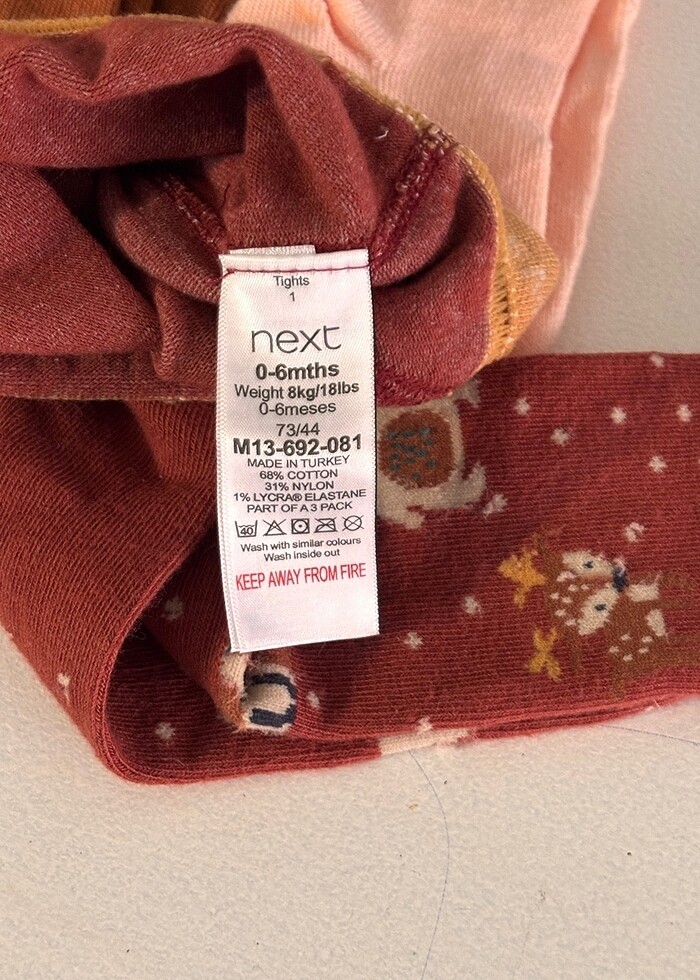 Tights
1
next
0-6mths
Weight 8kg/18lbs
0-6meses
73/44
M13-692-081
MADE IN TURKEY
68% COTTON
31% NYLON
1% LYCRA® ELASTANE
PART OF A 3 PACK
40
Wash with similar colours
Wash inside out
KEEP AWAY FROM FIRE